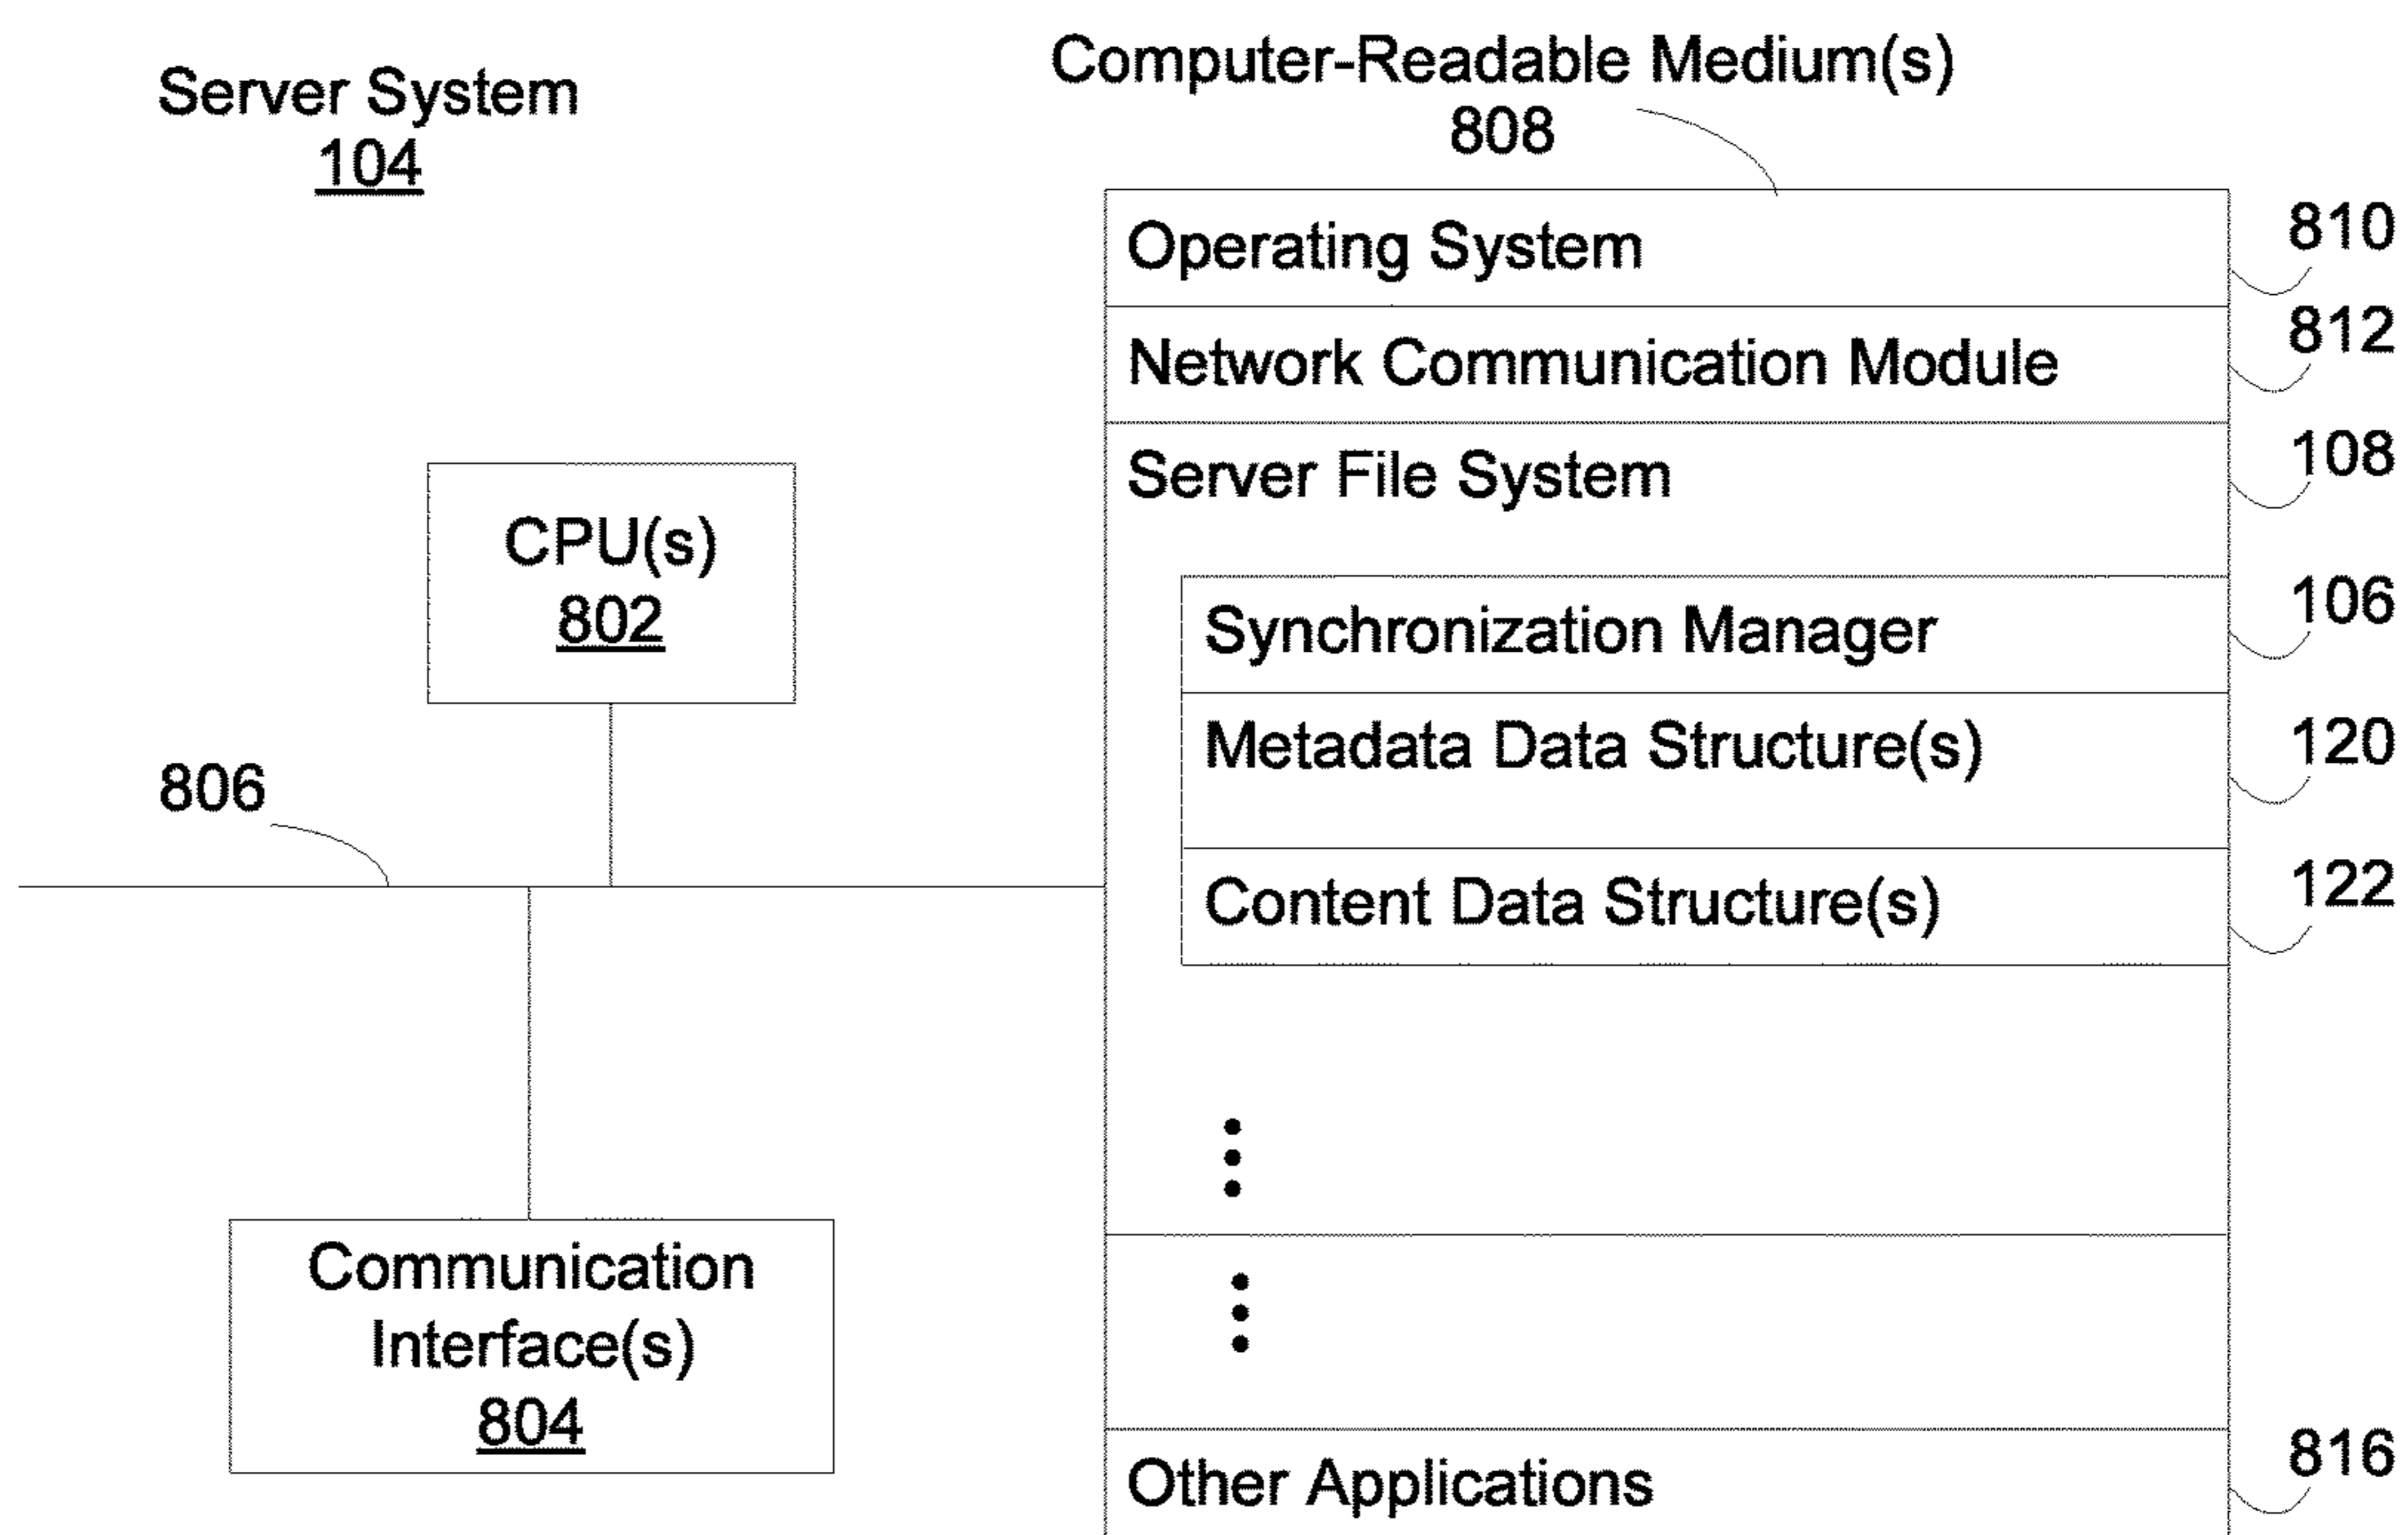 Server System
104
Computer-Readable Medium(s)
808
Operating System
810
Network Communication Module
812
Server File System
108
Synchronization Manager
106
Metadata Data Structure(s)
120
Content Data Structure(s)
122
CPU(s)
802
806
Communication
Interface(s)
804
Other Applications
816